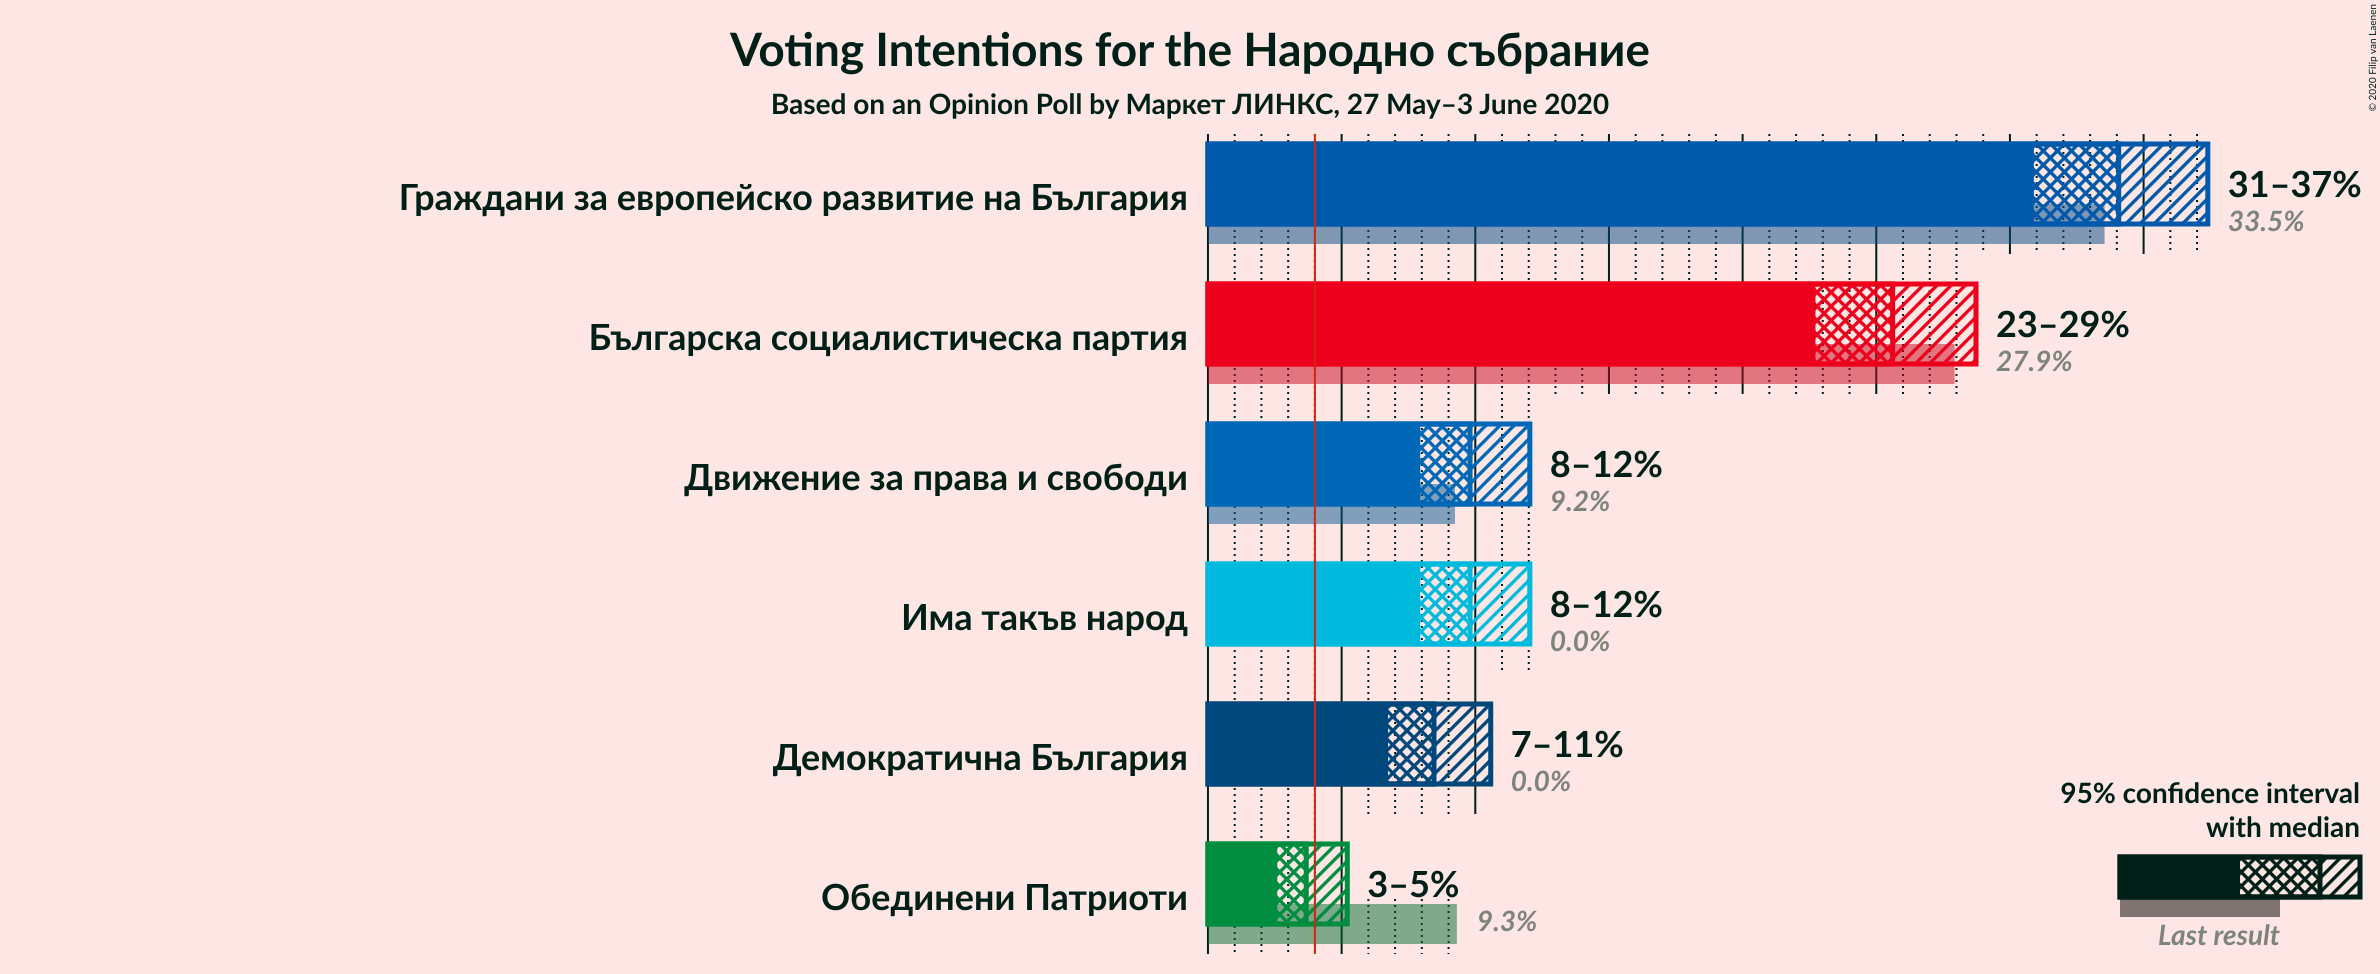 Voting Intentions for the Народно събрание
Based on an Opinion Poll by Маркет ЛИНКС, 27 May–3 June 2020
© 2020 Filip van Laenen
Граждани за европейско развитие на България
31–37%
33.5%
Българска социалистическа партия
23–29%
27.9%
Движение за права и свободи
8–12%
9.2%
Има такъв народ
8–12%
0.0%
Демократична България
7–11%
0.0%
Обединени Патриоти
3–5%
9.3%
95% confidence interval
with median
Last result